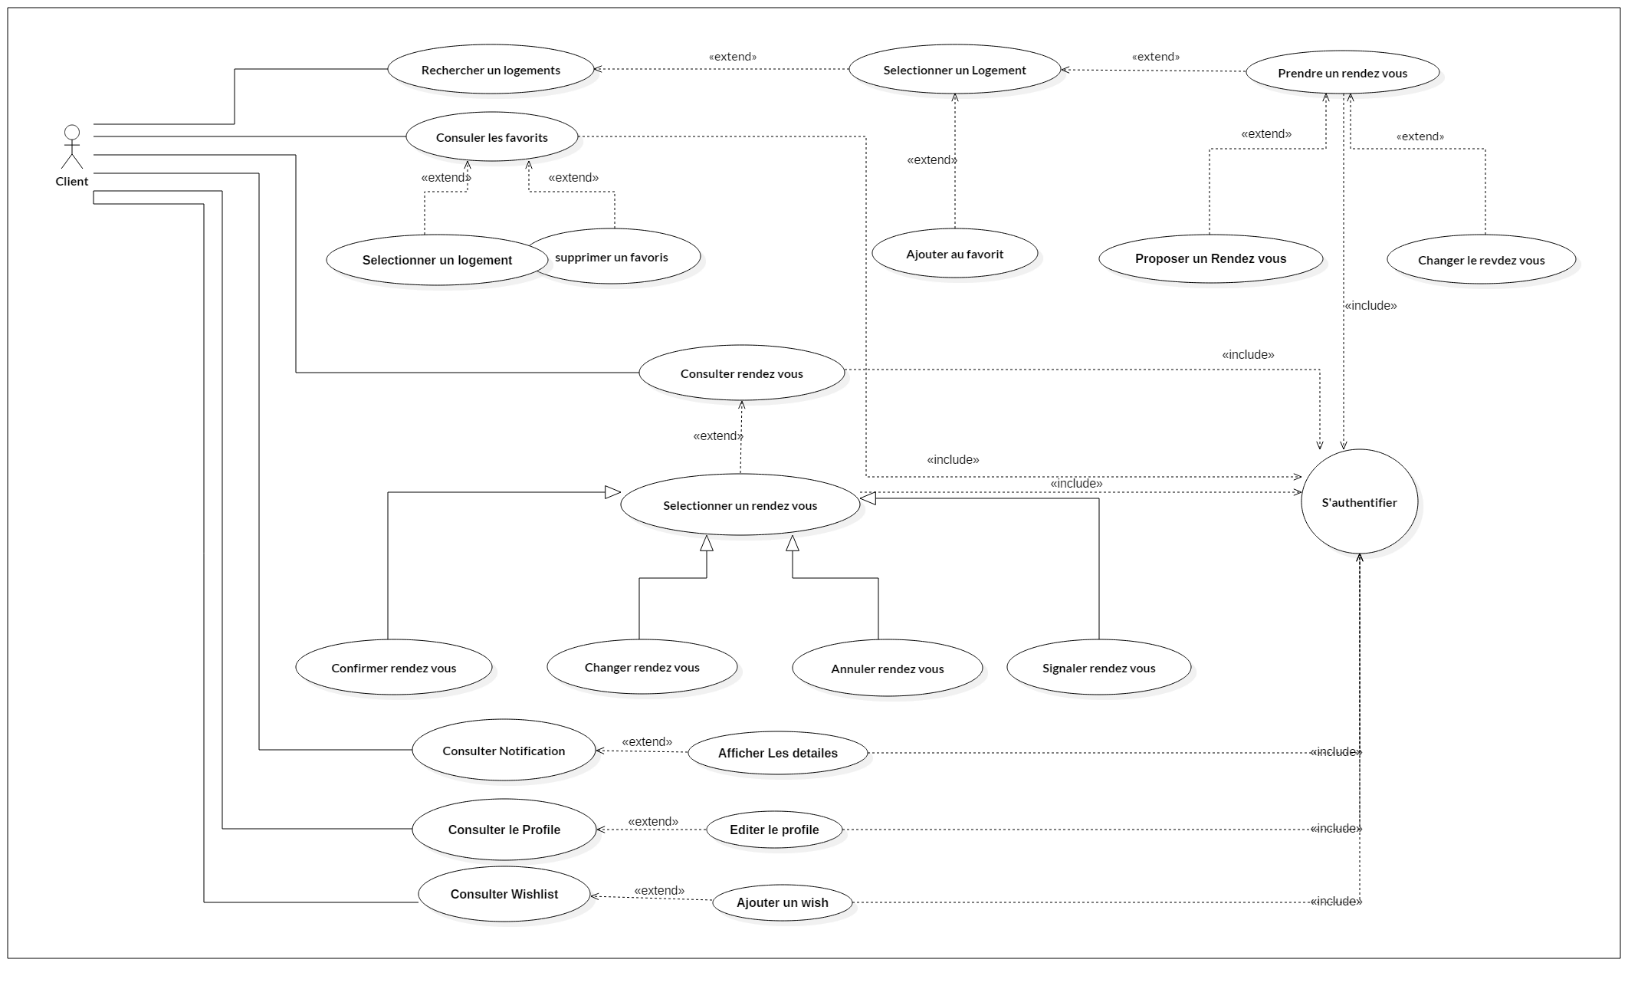 «extend»
«extend»
Rechercher un logements
Selectionner un Logement
Prendre un rendez vous
Consuler les favorits
«extend»
«extend»
«extend»
Client
«extend»
«extend»
Selectionner un logement
supprimer un favoris
Ajouter au favorit
Proposer un Rendez vous
Changer le revdez vous
«include»
«include»
Consulter rendez vous
«extend»
«include»
«include»
Selectionner un rendez vous
S'authentifier
Confirmer rendez vous
Changer rendez vous
Annuler rendez vous
Signaler rendez vous
«extend»
Consulter Notification
Afficher Les detailes
«include»
«extend»
Consulter le Profile
Editer le profile
«include»
«extend»
Consulter Wishlist
Ajouter un wish
«include»